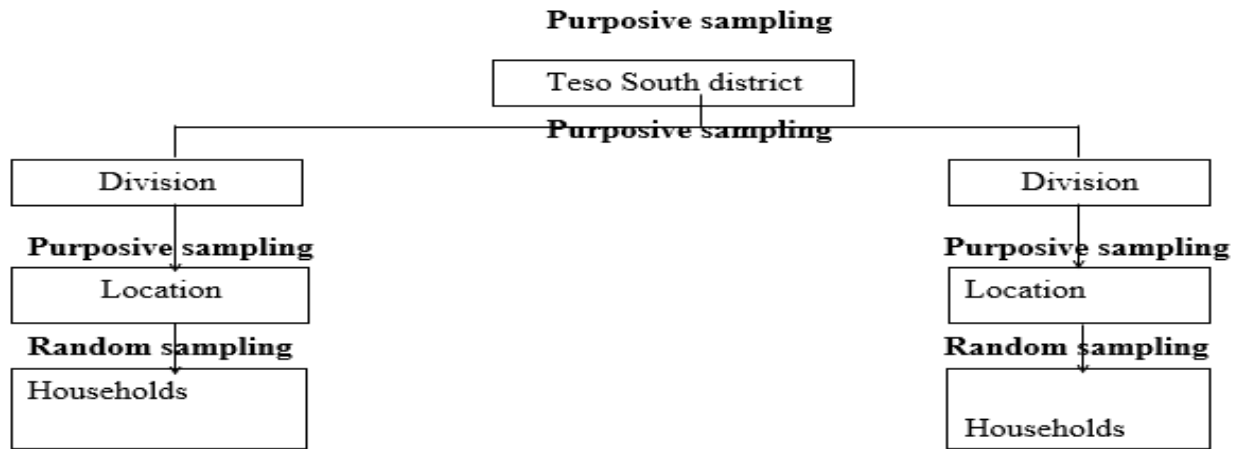 Purposive sampling
Teso South district
Purposive sampling
Division
Division
Purposive sampling
Purposive sampling
Location
Location
Random sampling
Random sampling
Households
Households